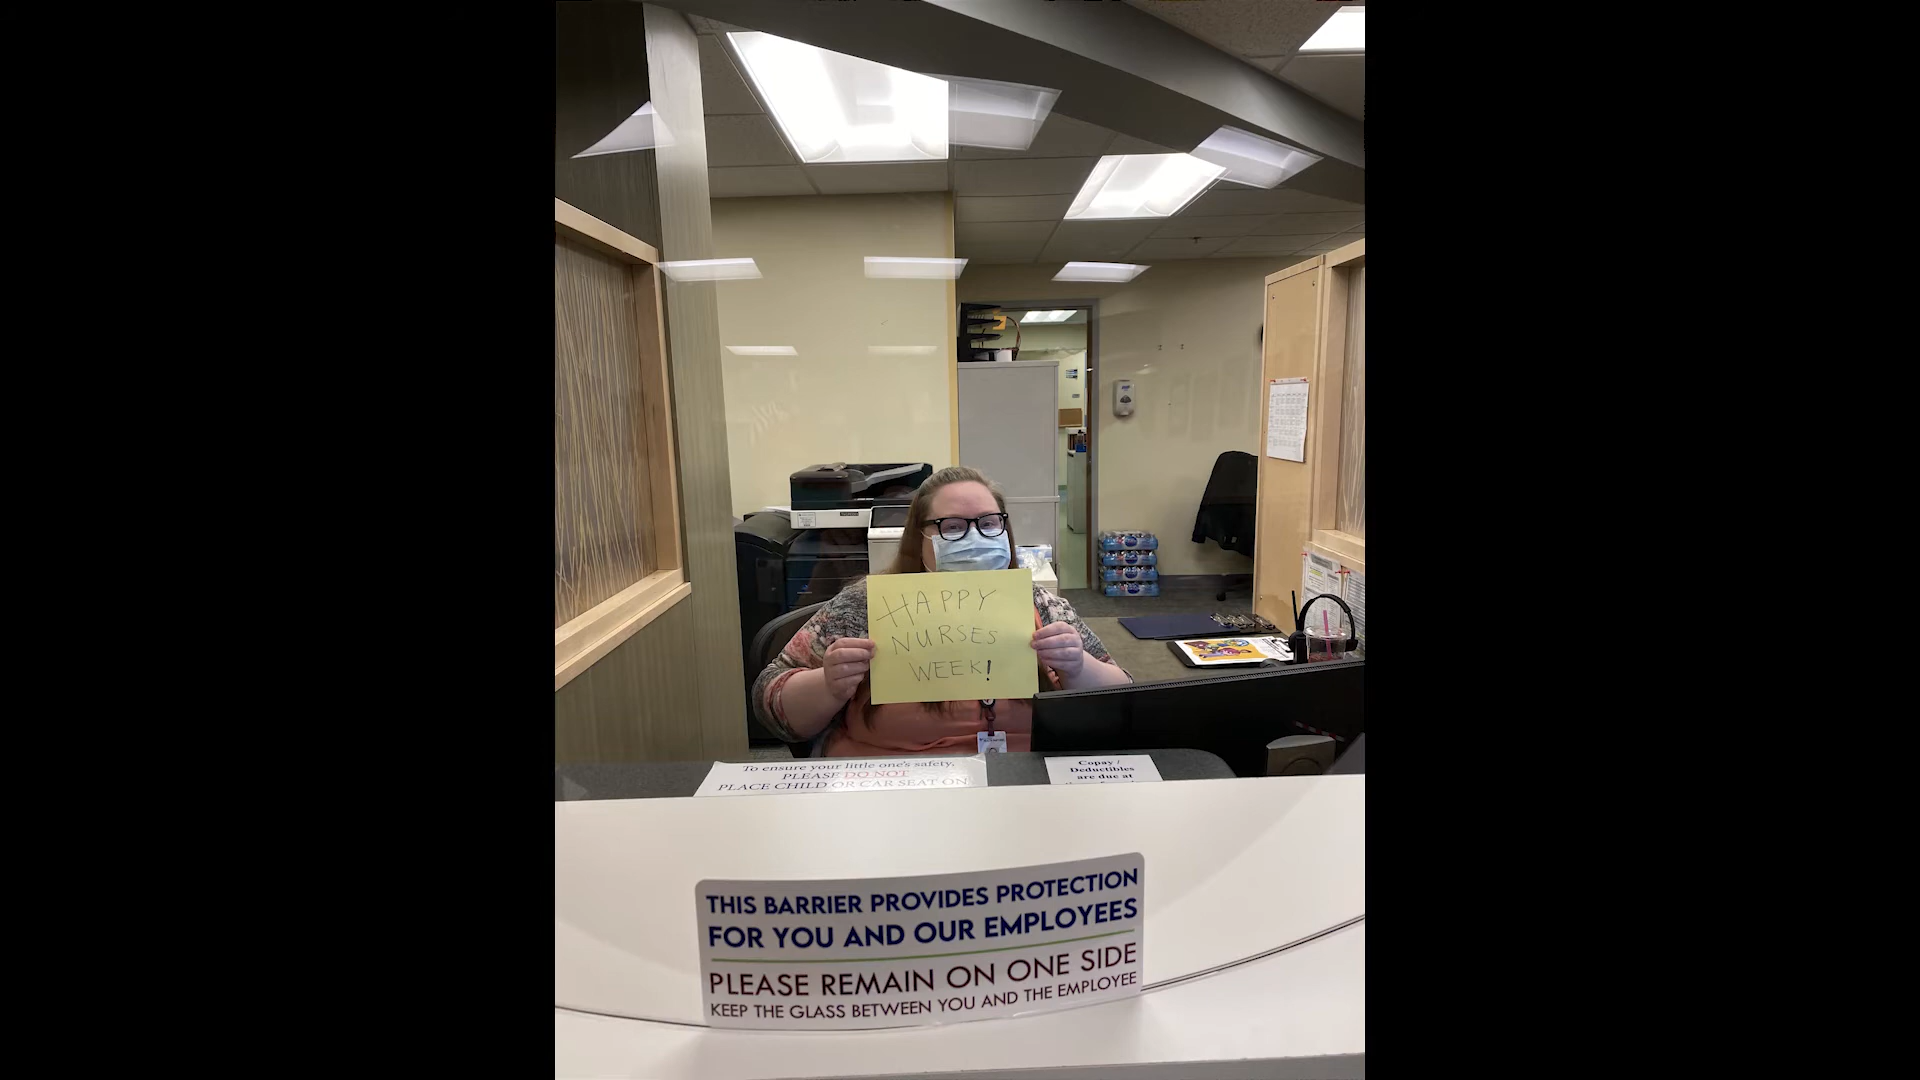 HAPPY
NURSES
WEEK!
To ensure your little one's safety,
PLEASE DO NOT
PLACE CHILD OR CAR SEAT ON
Copay /
Deductibles
are due at
THIS BARRIER PROVIDES PROTECTION
FOR YOU AND OUR EMPLOYEES
PLEASE REMAIN ON ONE SIDE
KEEP THE GLASS BETWEEN YOU AND THE EMPLOYEE